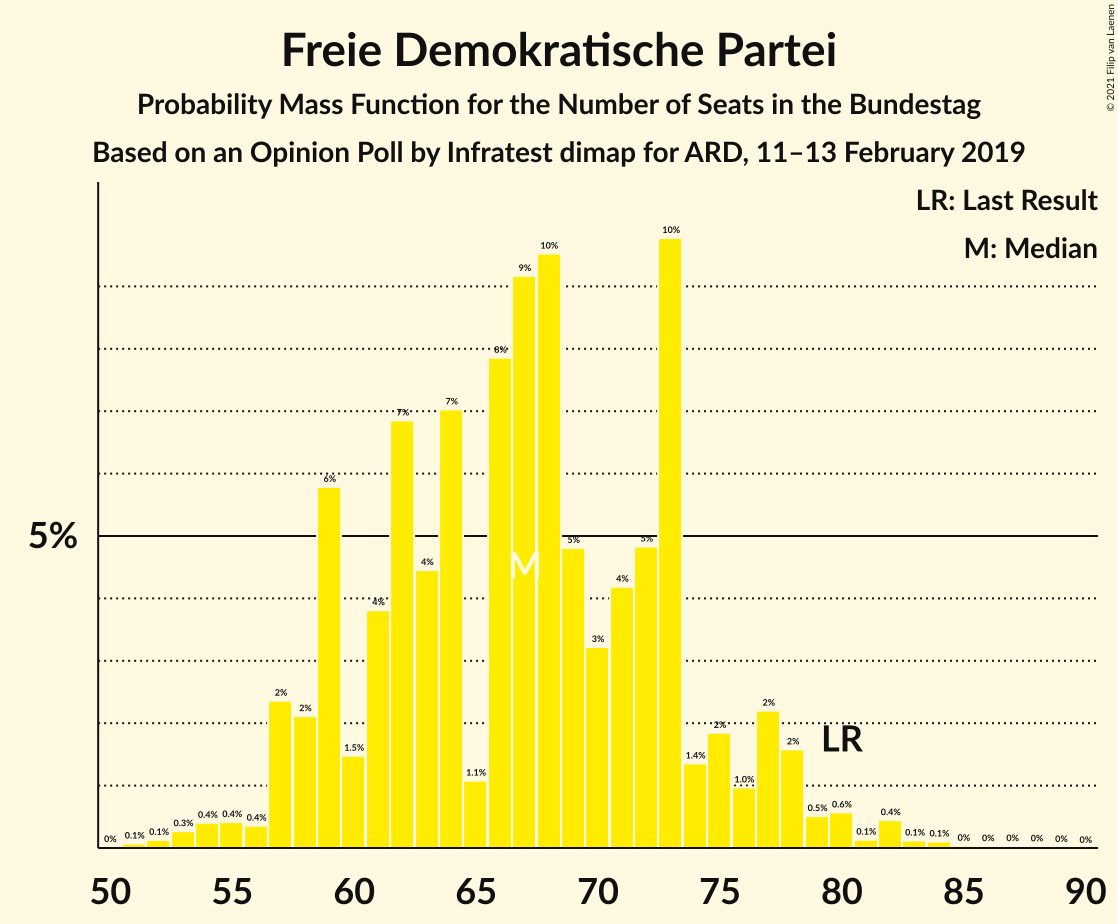 Freie Demokratische Partei
Probability Mass Function for the Number of Seats in the Bundestag
Based on an Opinion Poll by Infratest dimap for ARD, 11–13 February 2019
© 2021 Filip van Laenen
LR: Last Result
M: Median
5%
0% 0.1% 0.1% 0.3% 0.4% 0.4% 0.4% 2% 2% 6% 1.5% 4% 7% 4% 7% 1.1% 8% 9% 10% 5% 3% 4% 5% 10% 1.4% 2% 1.0% 2% 2% 0.5% 0.6% 0.1% 0.4% 0.1% 0.1% 0% 0% 0% 0% 0% 0%
M
LR
50 55 60 65 70 75 80 85 90